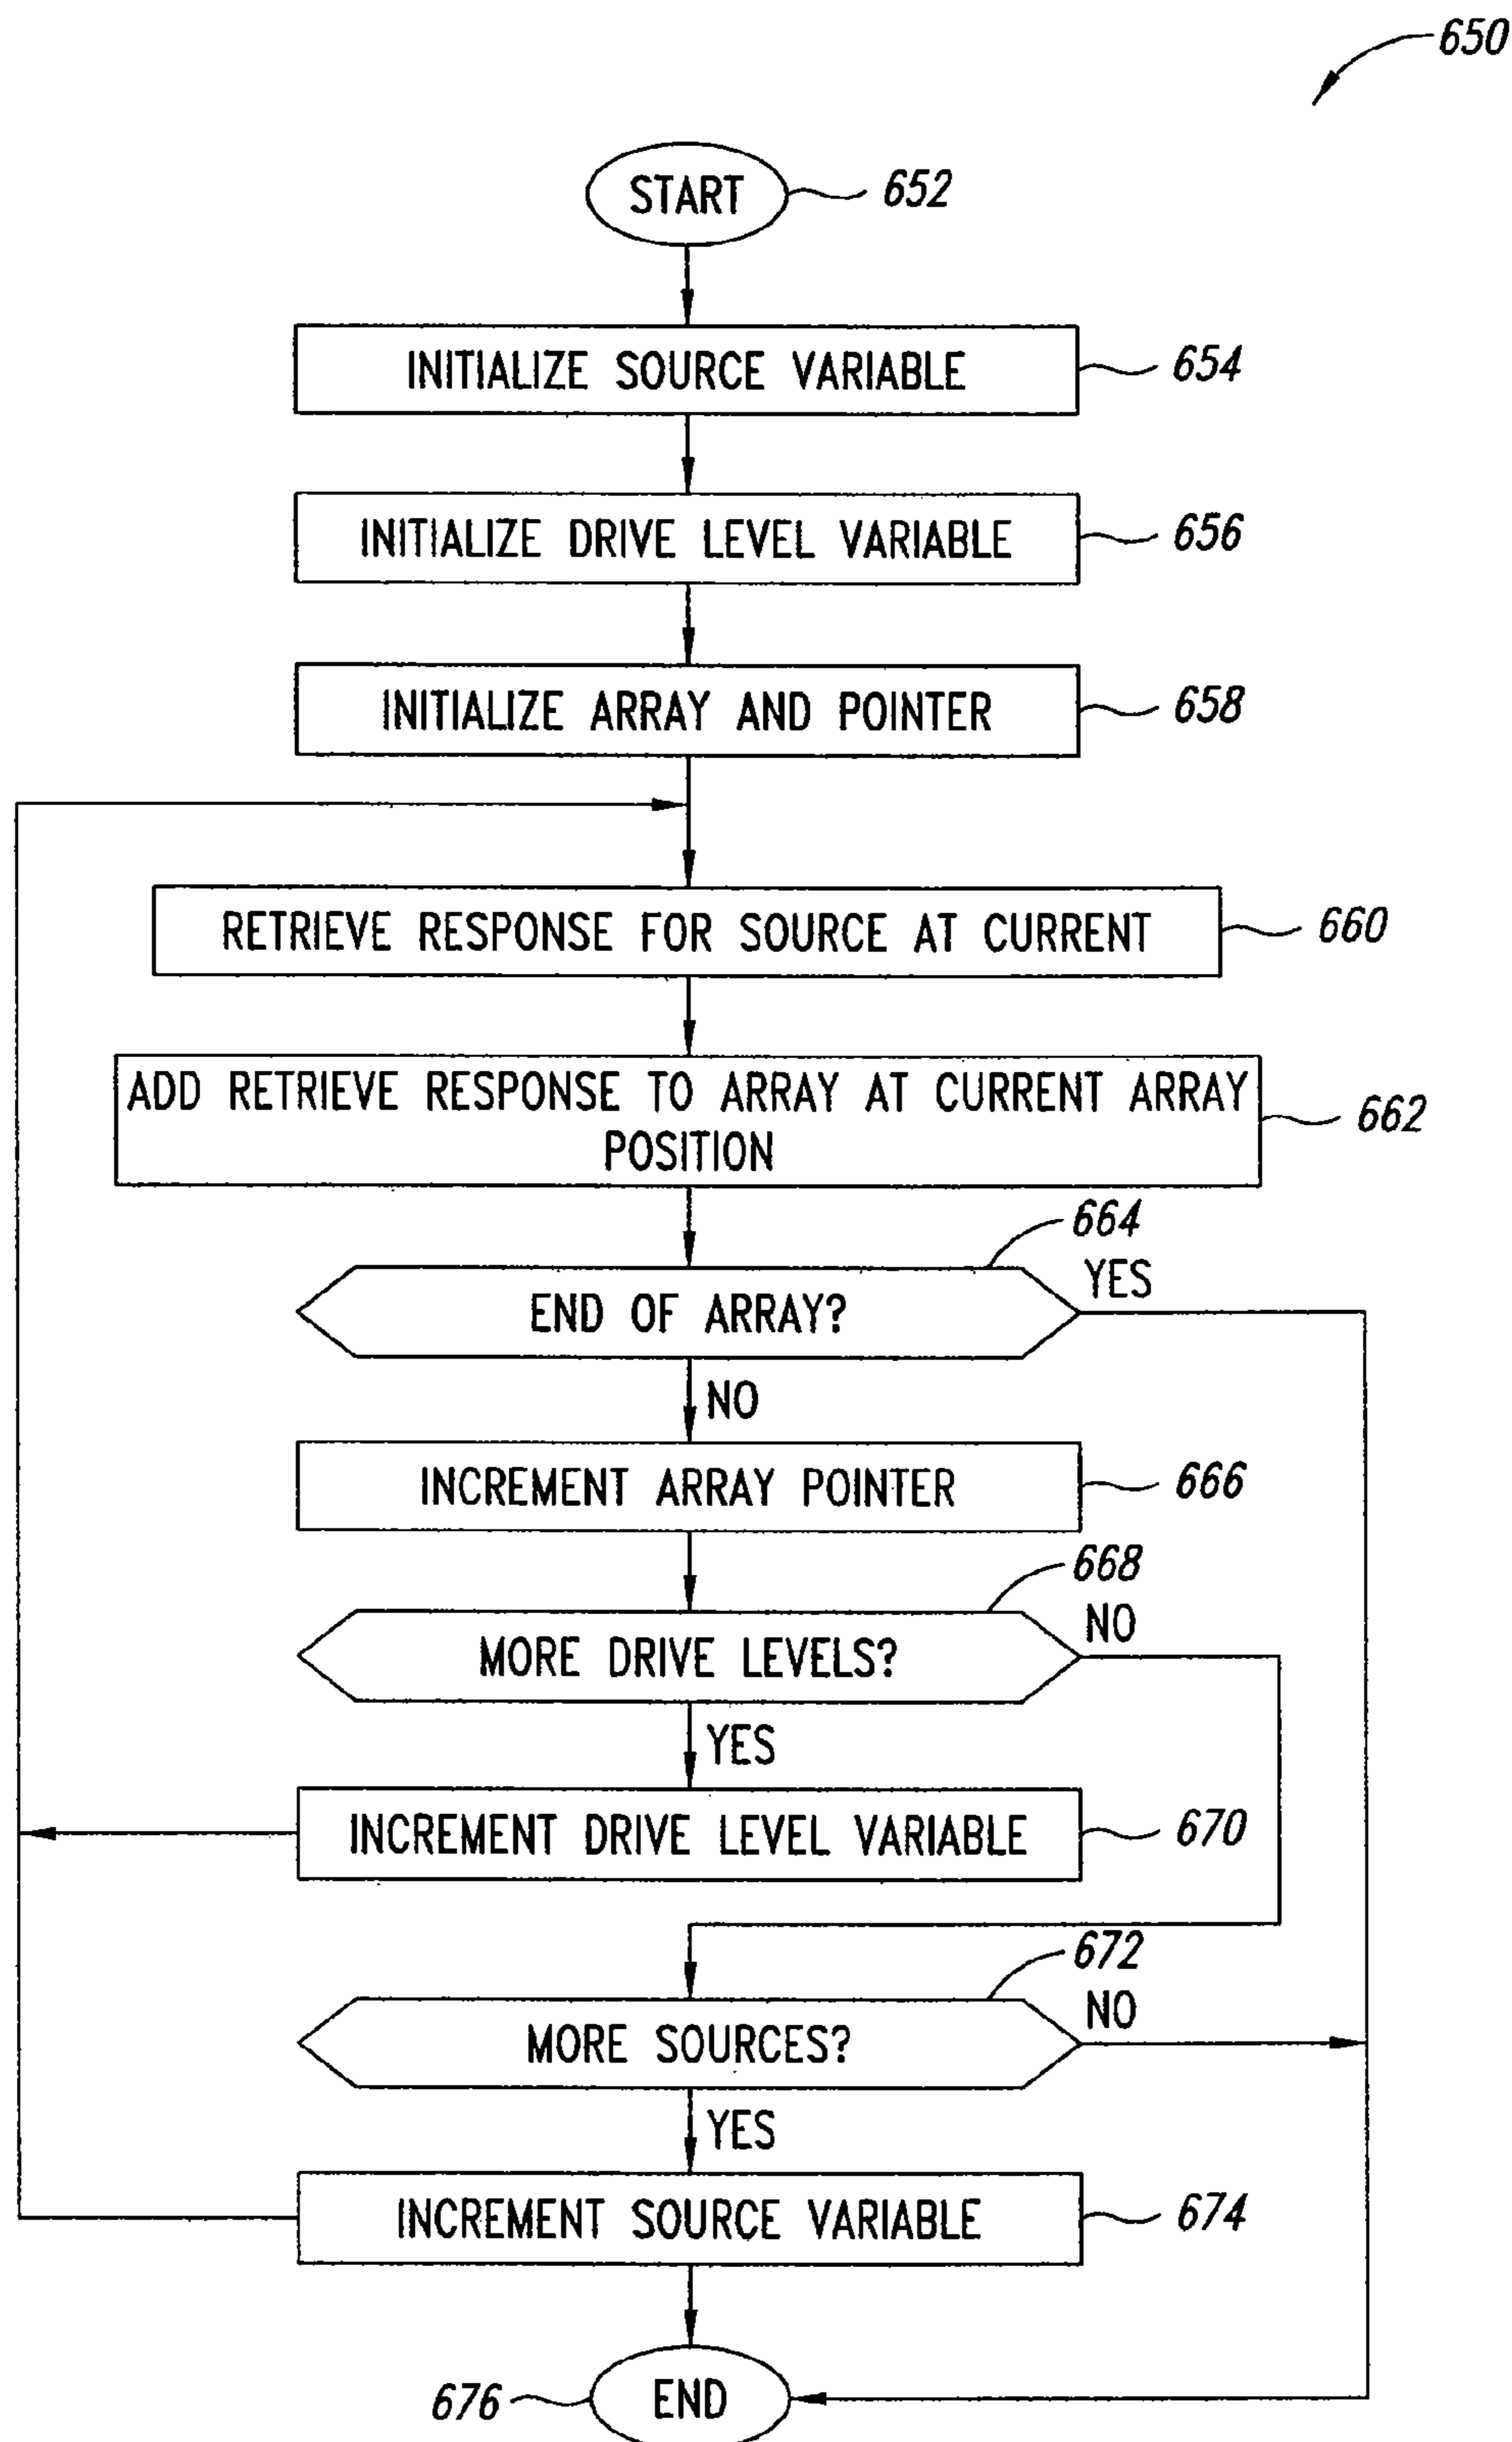 650
START
652
INITIALIZE SOURCE VARIABLE
654
INITIALIZE DRIVE LEVEL VARIABLE
656
INITIALIZE ARRAY AND POINTER
658
RETRIEVE RESPONSE FOR SOURCE AT CURRENT
660
ADD RETRIEVE RESPONSE TO ARRAY AT CURRENT ARRAY
POSITION
662
664
END OF ARRAY?
YES
NO
INCREMENT ARRAY POINTER
666
668
MORE DRIVE LEVELS?
NO
YES
INCREMENT DRIVE LEVEL VARIABLE
670
672
MORE SOURCES?
NO
YES
INCREMENT SOURCE VARIABLE
674
676
END